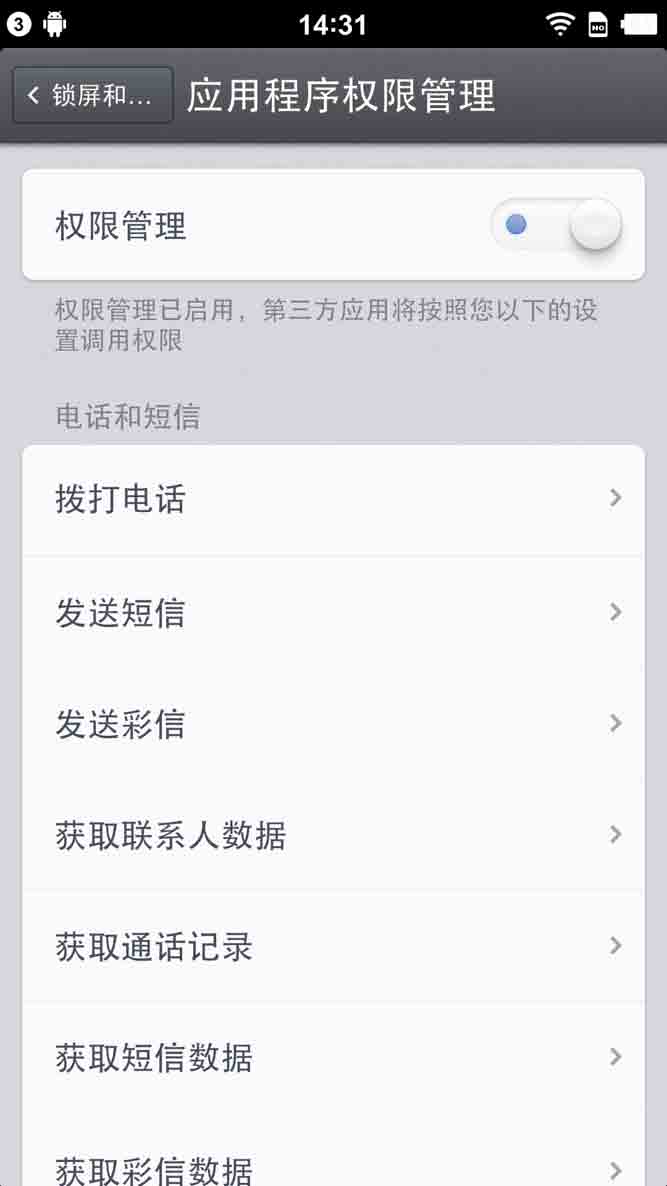 3
14:31
NO
锁屏和...
应用程序权限管理
权限管理
权限管理已启用，第三方应用将按照您以下的设
置调用权限
电话和短信
拨打电话
发送短信
发送彩信
获取联系人数据
获取通话记录
获取短信数据
获取彩信数据